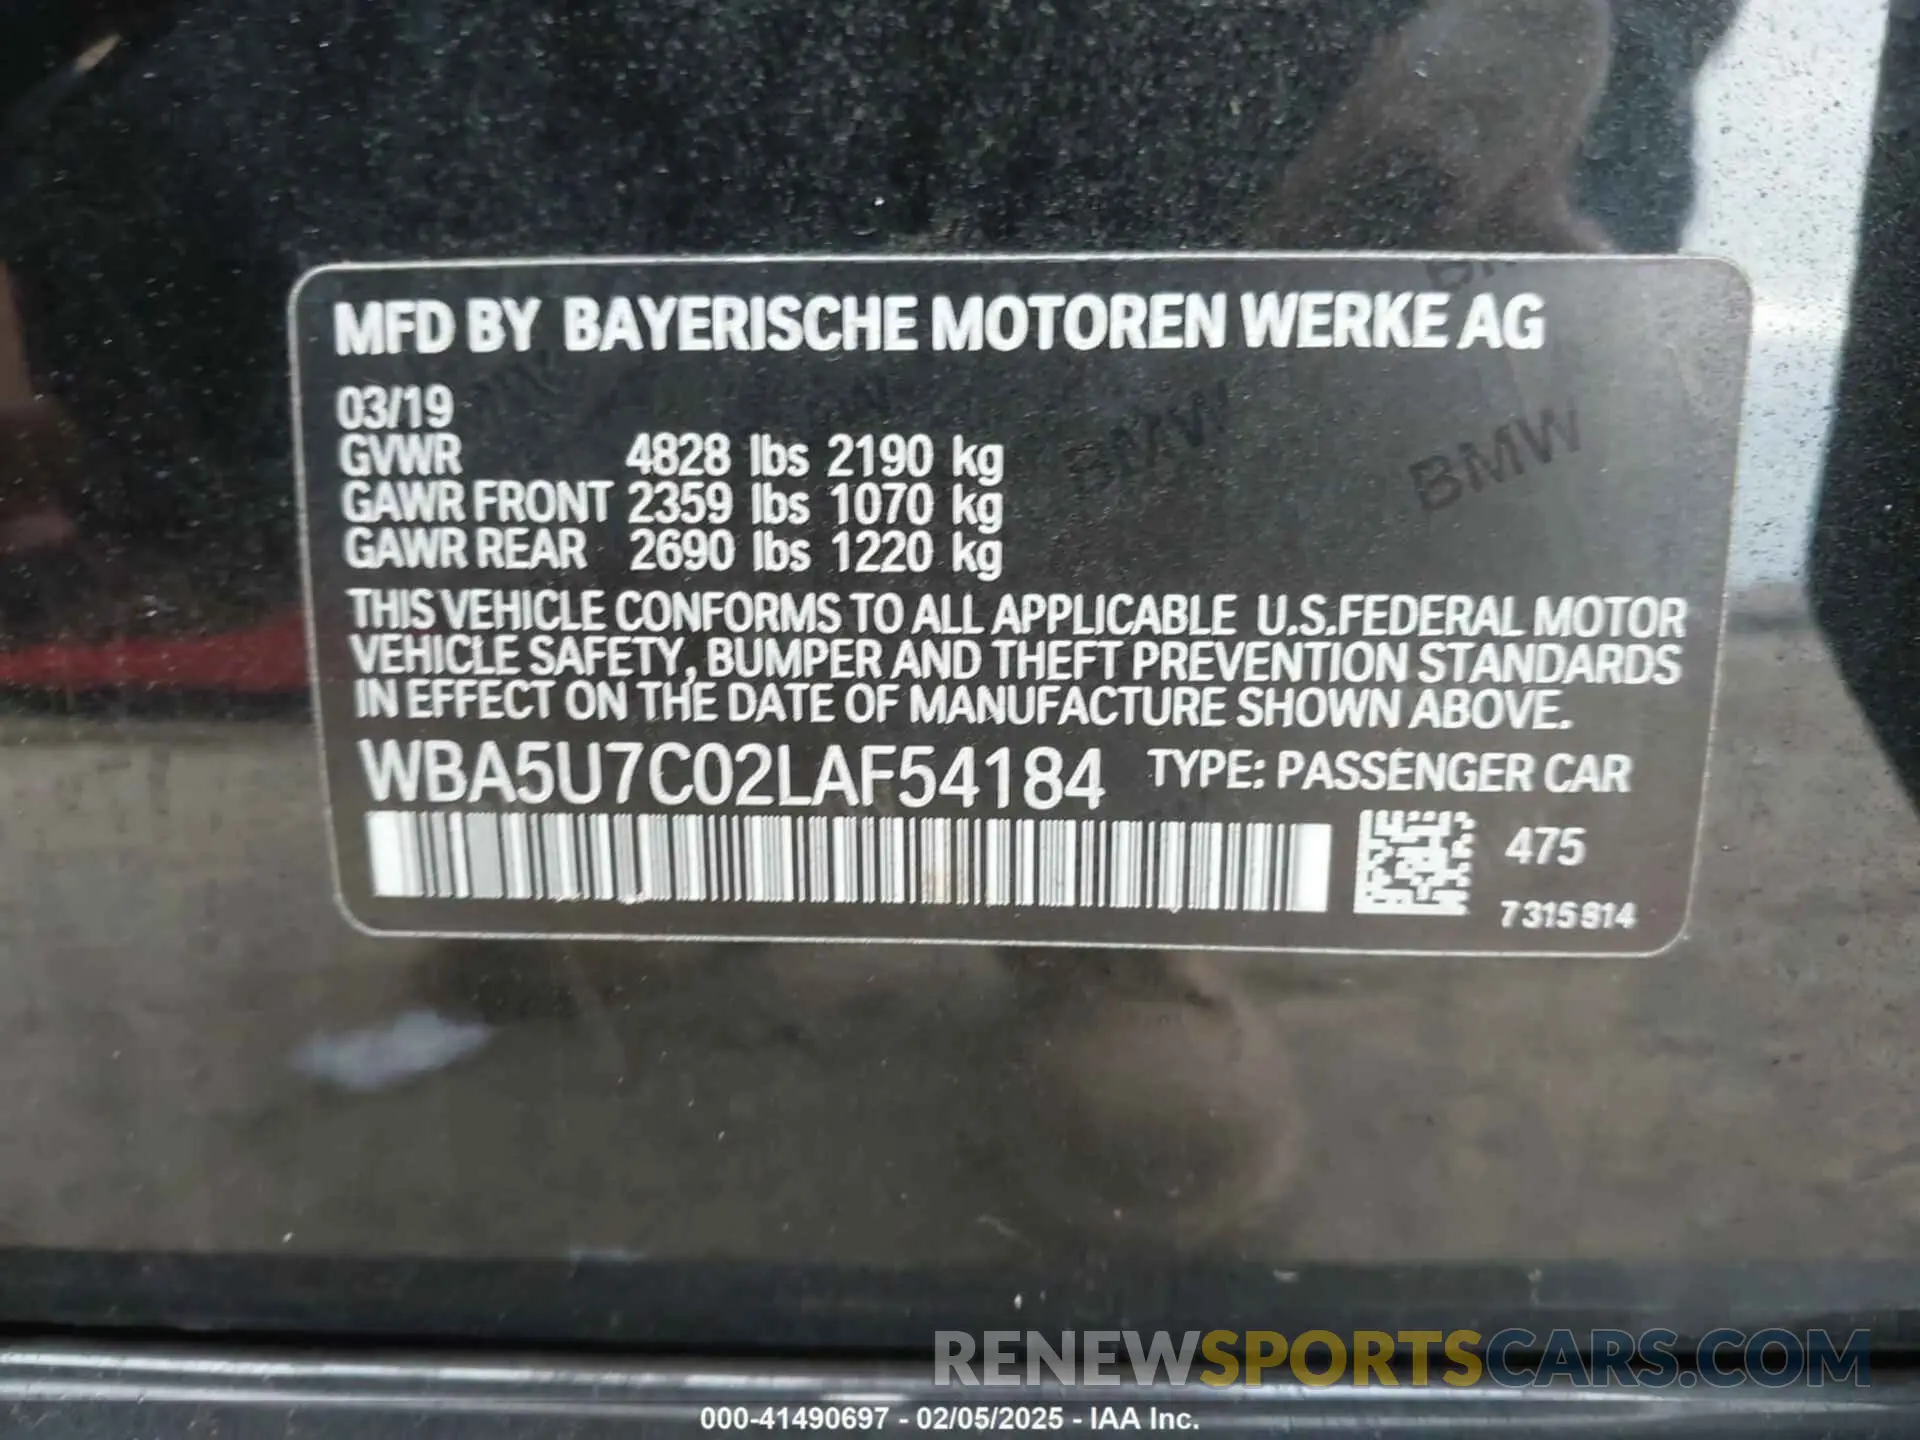 MFD BY BAYERISCHE MOTOREN WERKE AG
03/19
GVWR 4828 lbs 2190 kg
GAWR FRONT 2359 lbs 1070 kg
GAWR REAR 2690 lbs 1220 kg
THIS VEHICLE CONFORMS TO ALL APPLICABLE U.S.FEDERAL MOTOR
VEHICLE SAFETY, BUMPER AND THEFT PREVENTION STANDARDS
IN EFFECT ON THE DATE OF MANUFACTURE SHOWN ABOVE.
WBA5U7C02LAF54184 TYPE: PASSENGER CAR
475
7315814
BMW
BMW
RENEWSPORTSCARS.COM
000-41490697 - 02/05/2025 - IAA Inc.